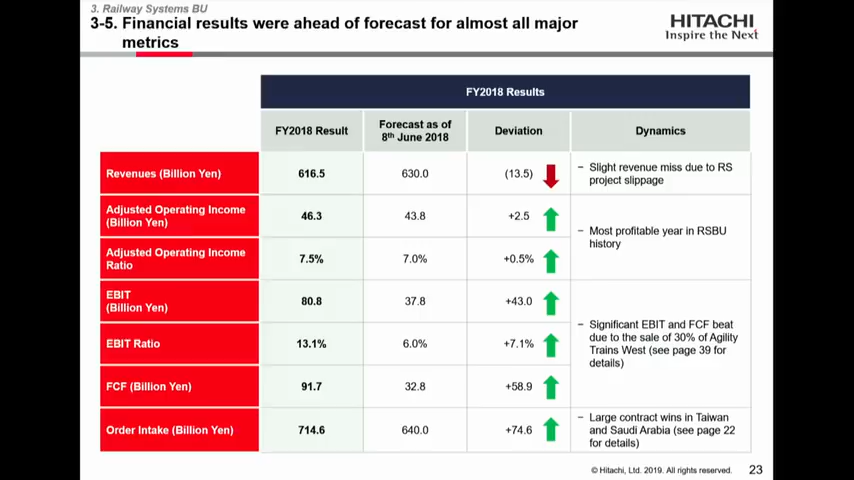 3. Railway Systems BU
3-5. Financial results were ahead of forecast for almost all major
metrics
HITACHI
Inspire the Next
FY2018 Results
FY2018 Result
Forecast as of
8th June 2018
Deviation
Dynamics
Revenues (Billion Yen)
616.5
630.0
(13.5)
− Slight revenue miss due to RS
project slippage
Adjusted Operating Income
(Billion Yen)
46.3
43.8
+2.5
− Most profitable year in RSBU
history
Adjusted Operating Income
Ratio
7.5%
7.0%
+0.5%
EBIT
(Billion Yen)
80.8
37.8
+43.0
− Significant EBIT and FCF beat
due to the sale of 30% of Agility
Trains West (see page 39 for
details)
EBIT Ratio
13.1%
6.0%
+7.1%
FCF (Billion Yen)
91.7
32.8
+58.9
Order Intake (Billion Yen)
714.6
640.0
+74.6
− Large contract wins in Taiwan
and Saudi Arabia (see page 22
for details)
© Hitachi, Ltd. 2019. All rights reserved.
23